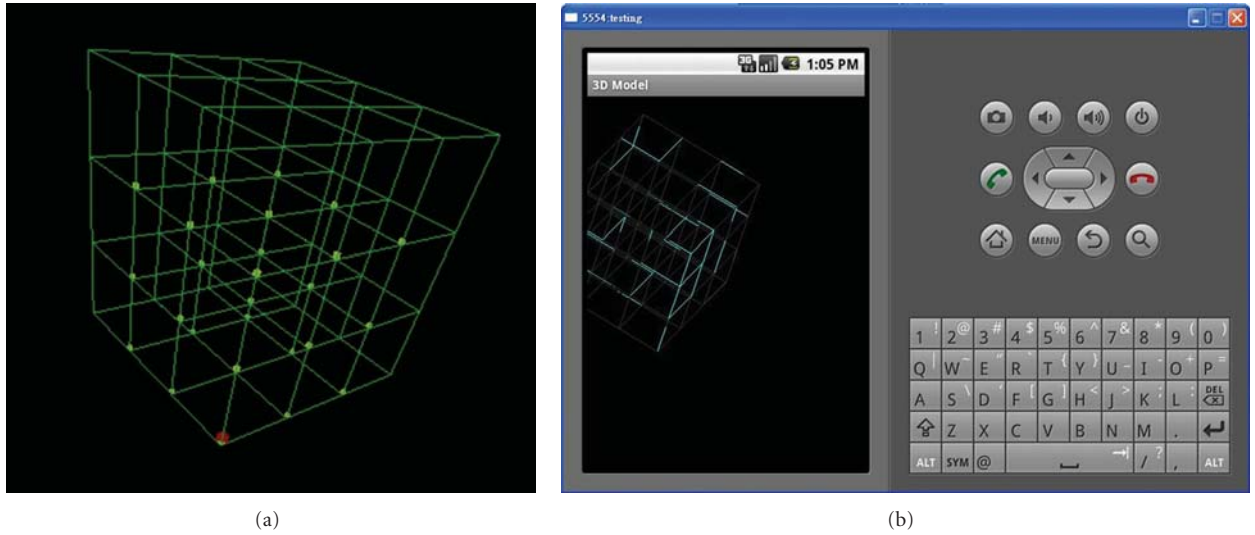 5554:testing
3G
1:05 PM
3D Model
MENU
1 ! 2 @ 3 # 4 $ 5 % 6 ^ 7 & 8 * 9 ( 0 )
Q | W ~ E " R ` T { Y } U _ I - O + P =
A S \ D ' F [ G ] H < J > K ; L : DEL
Z X C V B N M .
ALT SYM @ / ? , ALT
(a)
(b)